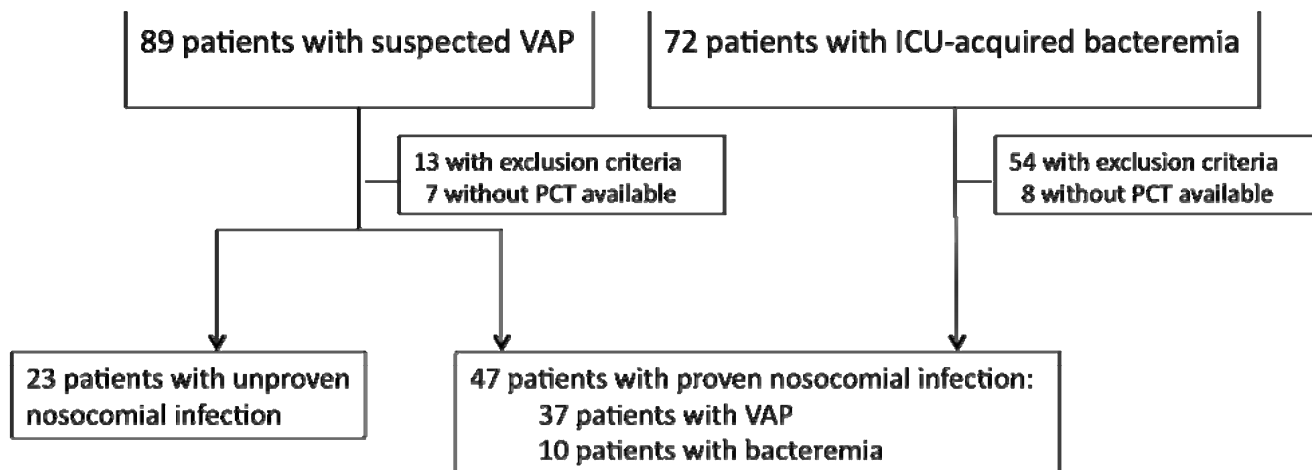 89 patients with suspected VAP
72 patients with ICU-acquired bacteremia
13 with exclusion criteria
7 without PCT available
54 with exclusion criteria
8 without PCT available
23 patients with unproven
nosocomial infection
47 patients with proven nosocomial infection:
37 patients with VAP
10 patients with bacteremia